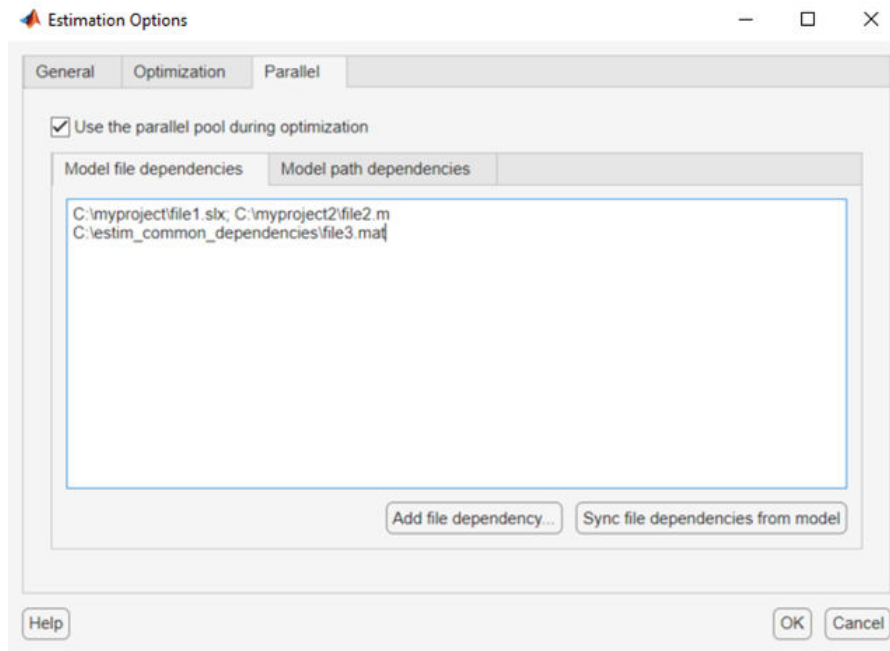 Estimation Options
General Optimization Parallel
Use the parallel pool during optimization
Model file dependencies Model path dependencies
C:\myproject\file1.slx; C:\myproject2\file2.m
C:\estim_common_dependencies\file3.mat
Add file dependency... Sync file dependencies from model
Help OK Cancel